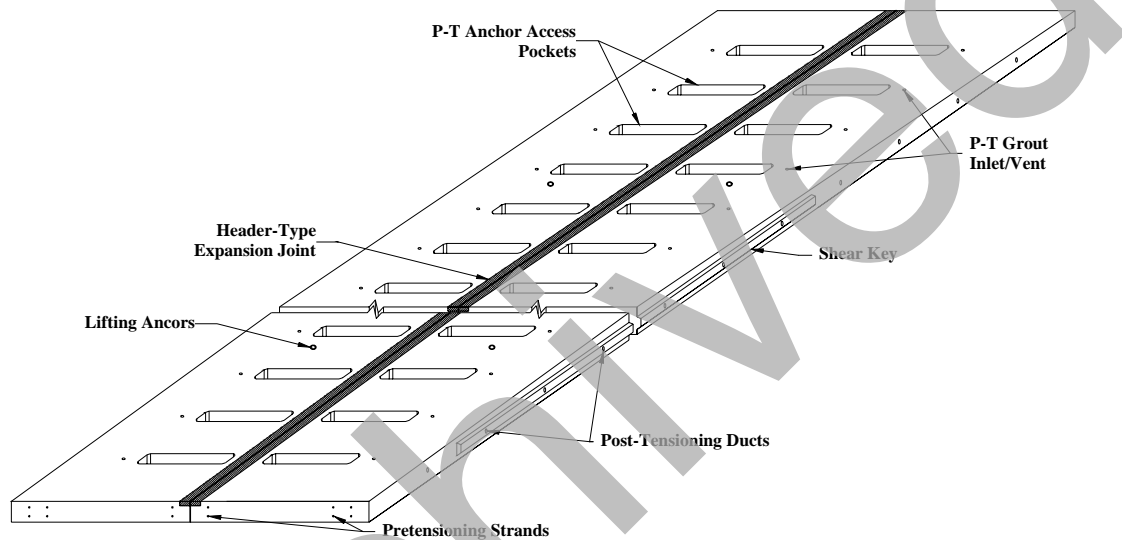 P-T Anchor Access
Pockets
P-T Grout
Inlet/Vent
Header-Type
Expansion Joint
Shear Key
Lifting Ancors
Post-Tensioning Ducts
Pretensioning Strands